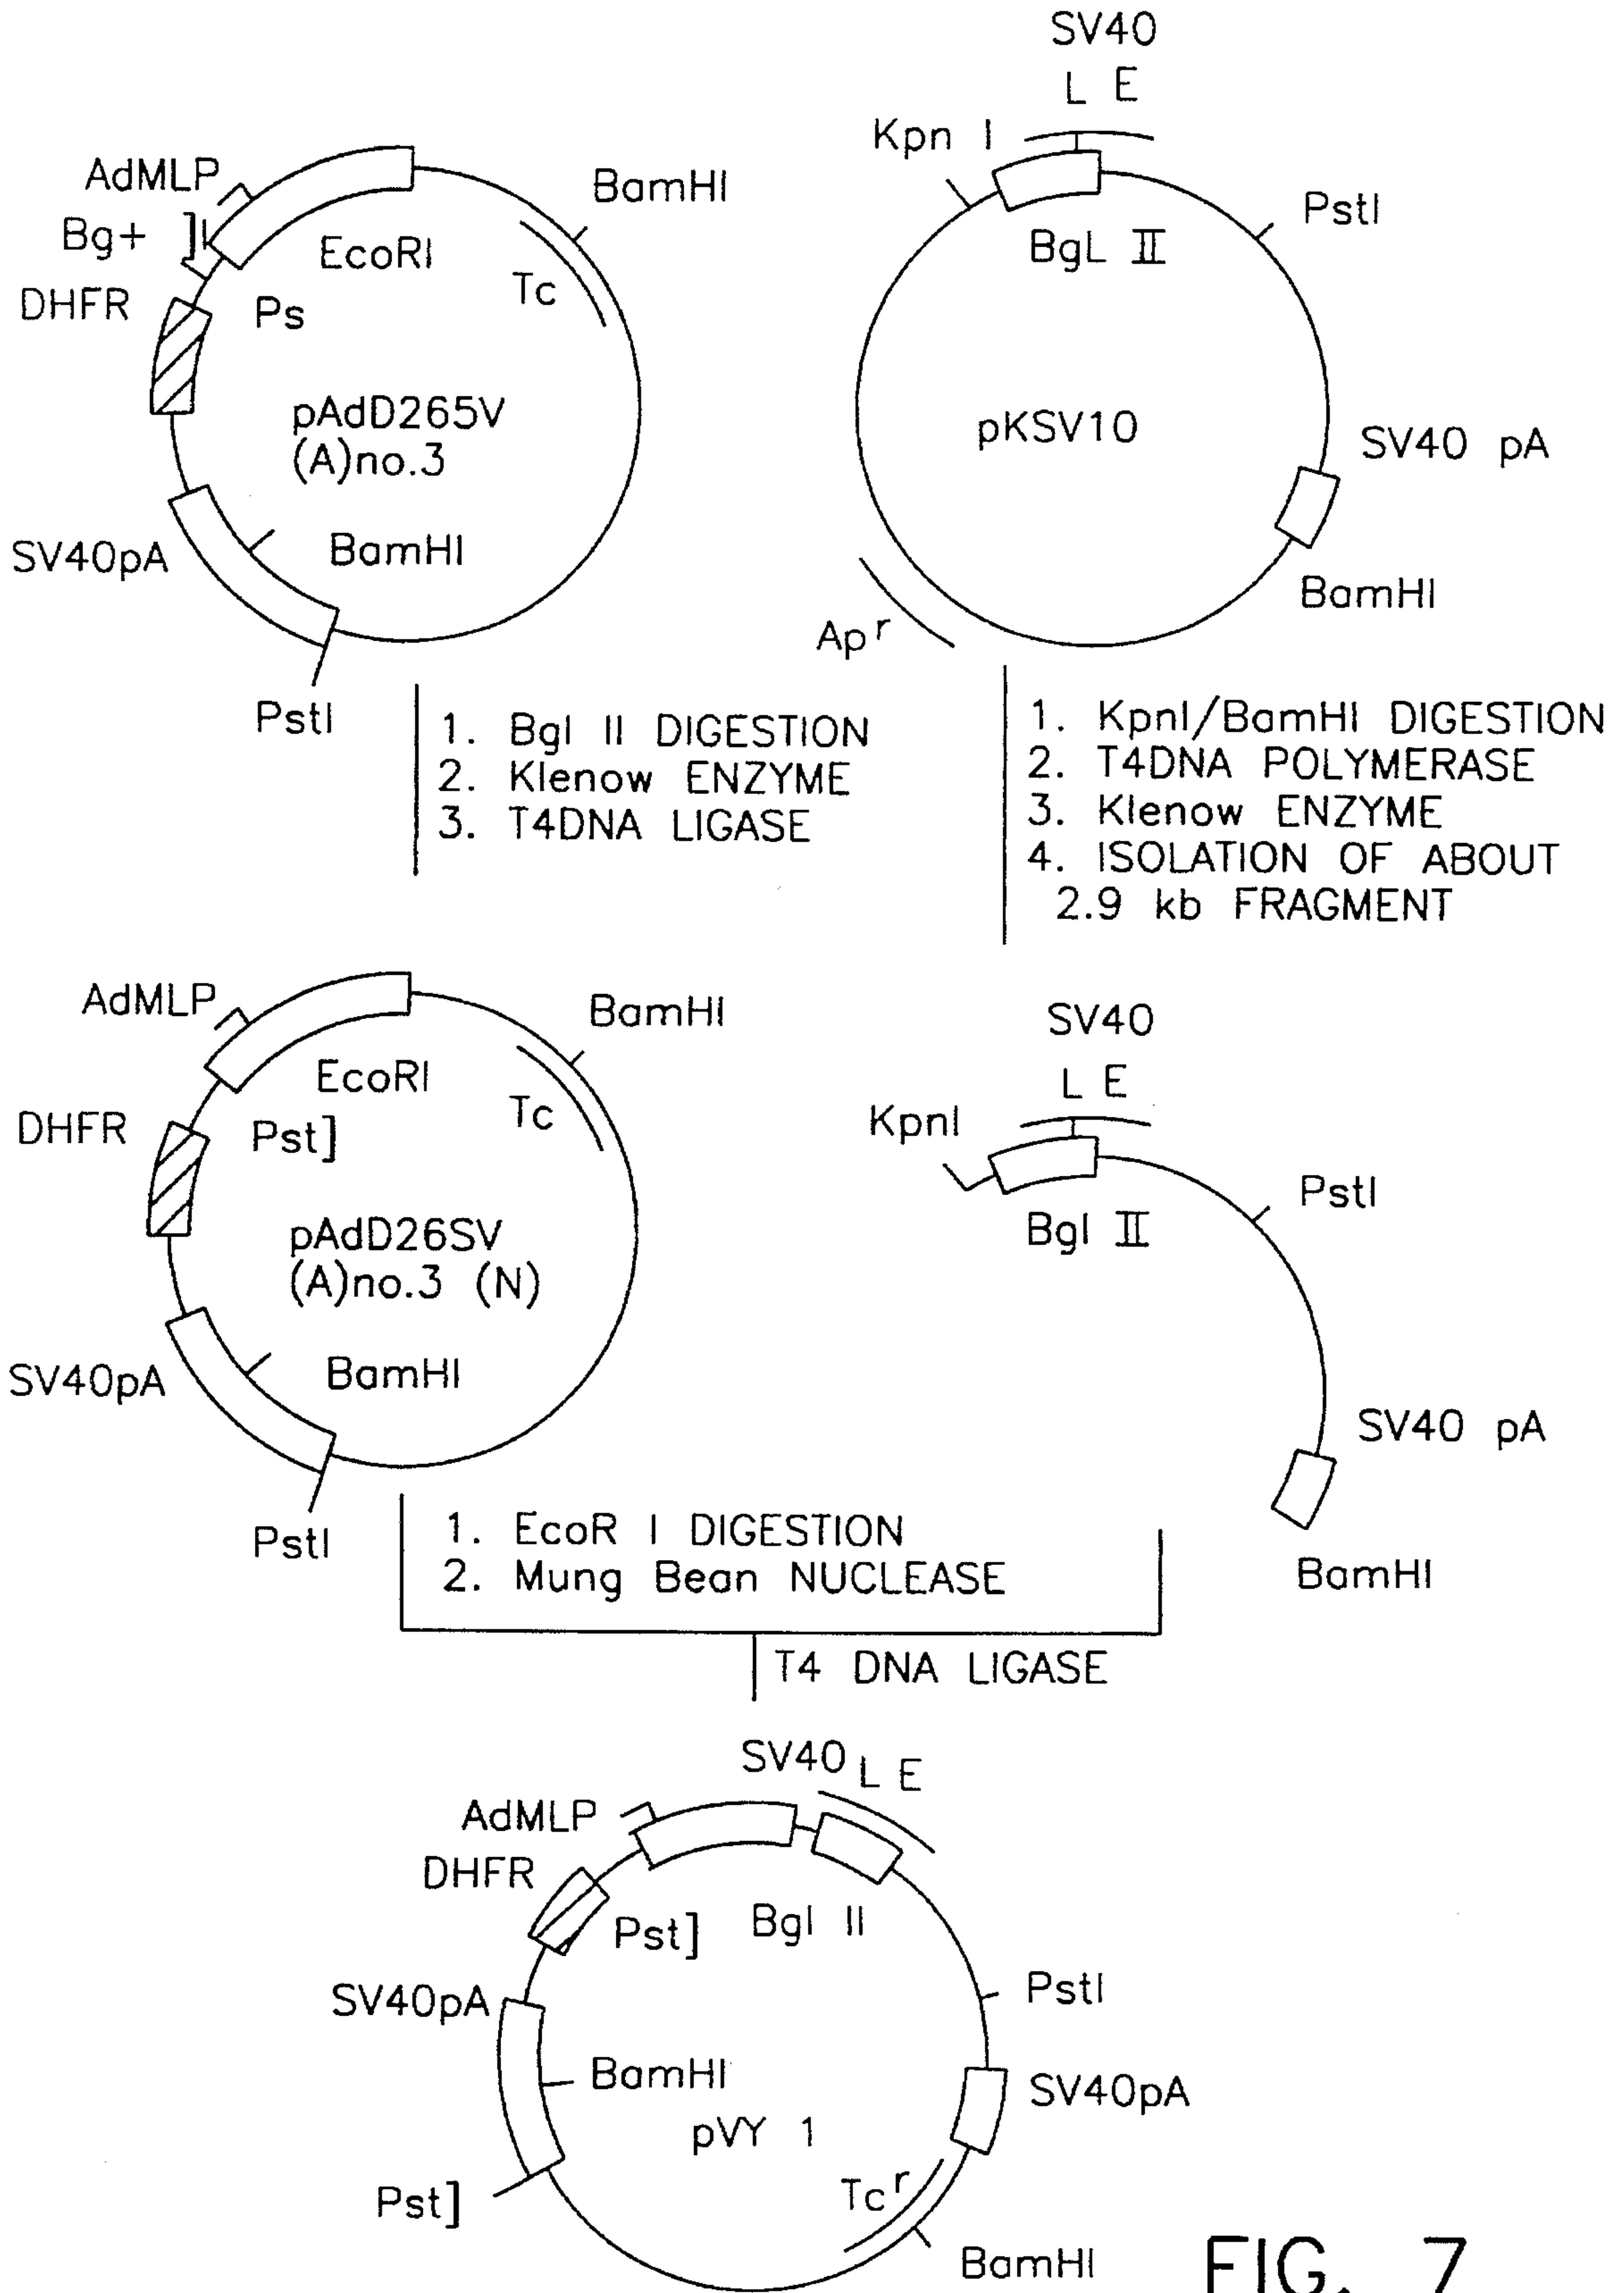 AdMLP
Bg+ ]
DHFR
EcoRI
Ps
BamHI
Tc
pAdD265V
(A)no.3
SV40pA
BamHI
PstI
SV40
L E
Kpn I
BgL II
PstI
pKSV10
SV40 pA
BamHI
Ap r
1. Bgl II DIGESTION
2. Klenow ENZYME
3. T4DNA LIGASE
1. KpnI/BamHI DIGESTION
2. T4DNA POLYMERASE
3. Klenow ENZYME
4. ISOLATION OF ABOUT
2.9 kb FRAGMENT
AdMLP
DHFR
EcoRI
Pst]
BamHI
Tc
pAdD26SV
(A)no.3 (N)
SV40pA
BamHI
PstI
SV40
L E
KpnI
Bgl II
PstI
SV40 pA
BamHI
1. EcoR I DIGESTION
2. Mung Bean NUCLEASE
T4 DNA LIGASE
SV40 L E
AdMLP
DHFR
Pst]
Bgl II
PstI
SV40pA
BamHI
SV40pA
pVY 1
Pst]
Tc r
BamHI
FIG. 7